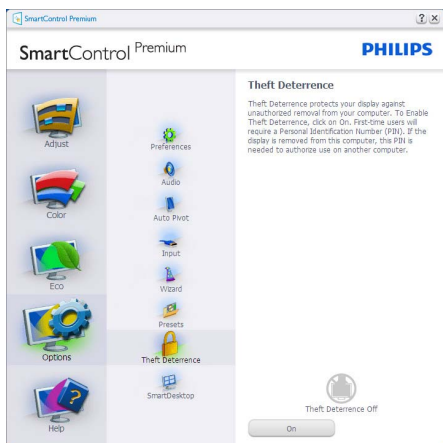 SmartControl Premium
SmartControl Premium
PHILIPS
Adjust
Color
Eco
Options
Help
Preferences
Audio
Auto Pivot
Input
Wizard
Presets
Theft Deterrence
SmartDesktop
Theft Deterrence
Theft Deterrence protects your display against
unauthorized removal from your computer. To Enable
Theft Deterrence, click on On. First-time users will
require a Personal Identification Number (PIN). If the
display is removed from this computer, this PIN is
needed to authorize use on another computer.
Theft Deterrence Off
On